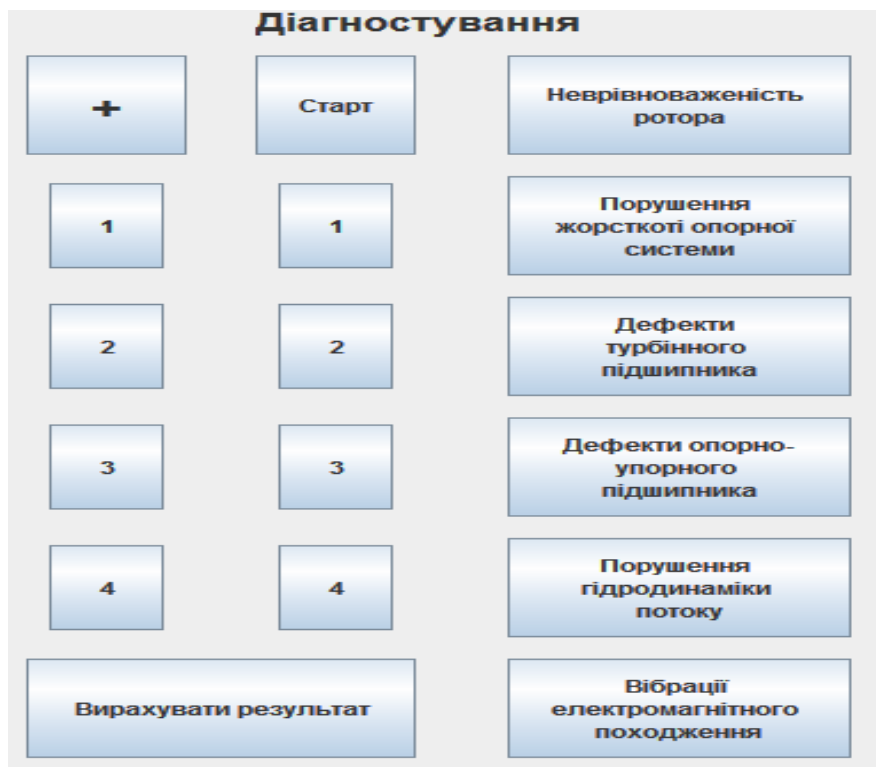 Діагностування
+
Старт
Неврівноваженість
ротора
1
1
Порушення
жорсткоті опорної
системи
2
2
Дефекти
турбінного
підшипника
3
3
Дефекти опорно-
упорного
підшипника
4
4
Порушення
гідродинаміки
потоку
Вирахувати результат
Вібрації
електромагнітного
походження